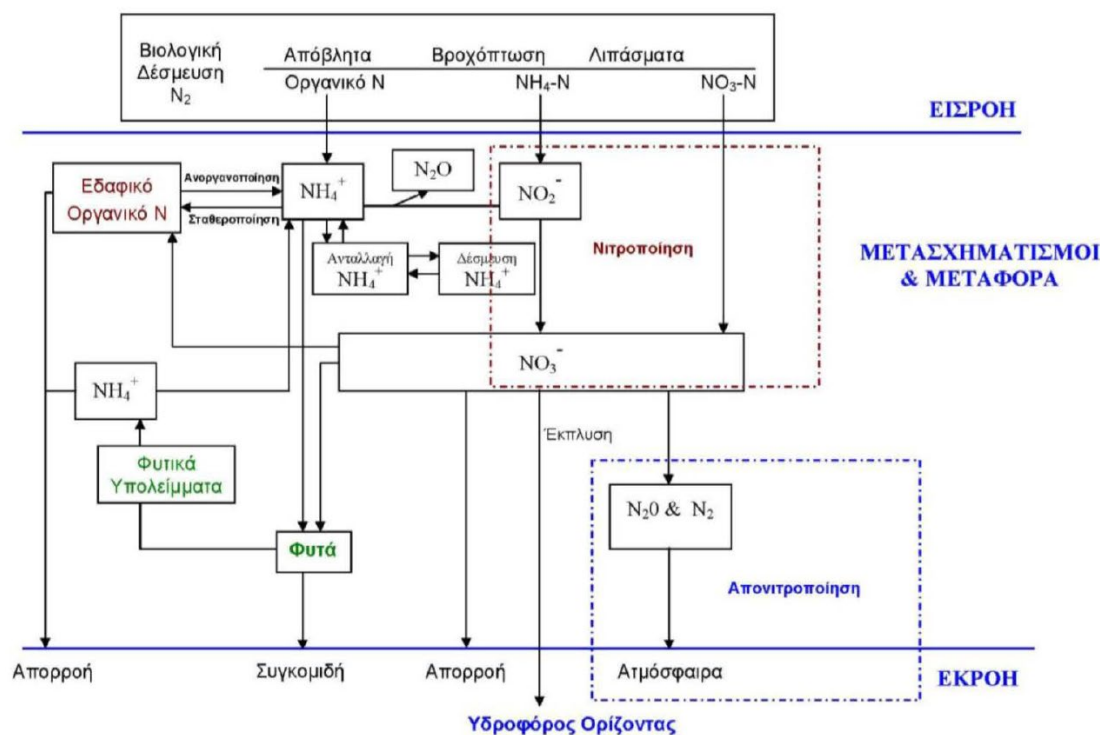 Βιολογική
Δέσμευση
N₂
Απόβλητα Βροχόπτωση Λιπάσματα
Οργανικό Ν NH₄-N NO₃-N
ΕΙΣΡΟΗ
Εδαφικό
Οργανικό Ν
Ανοργανοποίηση
Σταθεροποίηση
NH₄⁺
N₂O
NO₂⁻
Ανταλλαγή
NH₄⁺
Δέσμευση
NH₄⁺
Νιτροποίηση
ΜΕΤΑΣΧΗΜΑΤΙΣΜΟΙ
& ΜΕΤΑΦΟΡΑ
NO₃⁻
NH₄⁺
Έκπλυση
Φυτικά
Υπολείμματα
N₂0 & N₂
Φυτά
Απονιτροποίηση
Απορροή Συγκομιδή Απορροή Ατμόσφαιρα
ΕΚΡΟΗ
Υδροφόρος Ορίζοντας